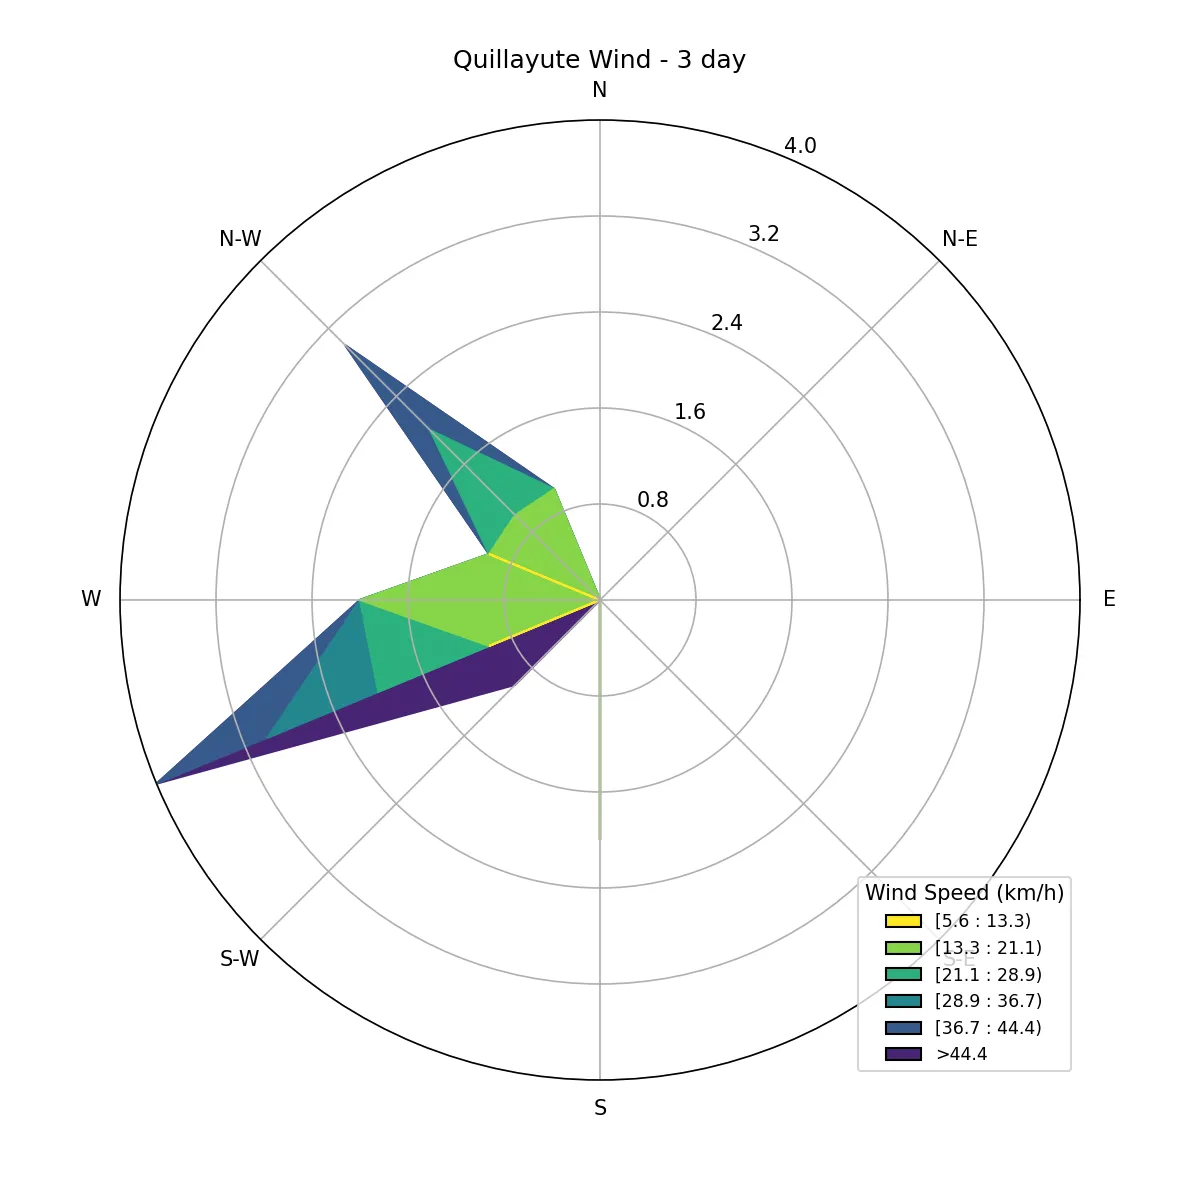 Quillayute Wind - 3 day
N
4.0
N-W
3.2
N-E
2.4
1.6
0.8
W
E
S-W
S-E
Wind Speed (km/h)
[5.6 : 13.3)
[13.3 : 21.1)
[21.1 : 28.9)
[28.9 : 36.7)
[36.7 : 44.4)
>44.4
S